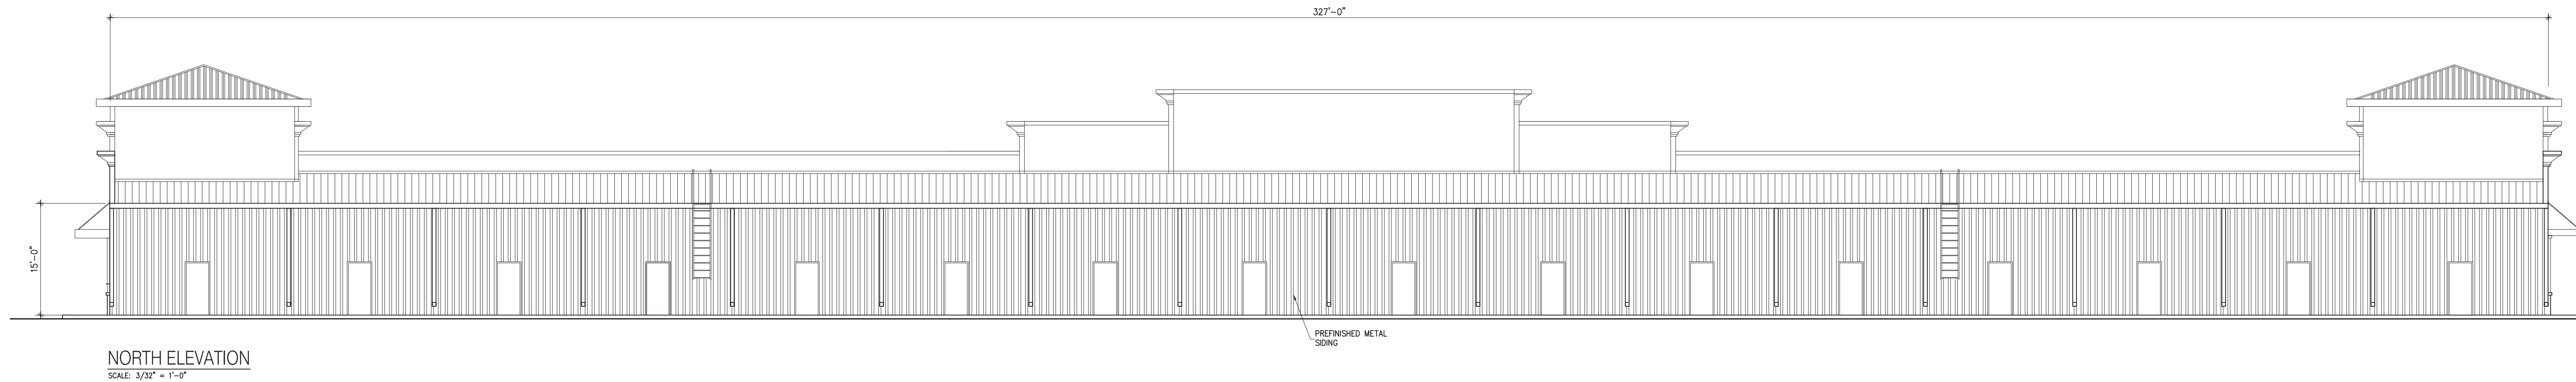 327'-0"
15'-0"
PREFINISHED METAL
SIDING
NORTH ELEVATION
SCALE: 3/32" = 1'-0"